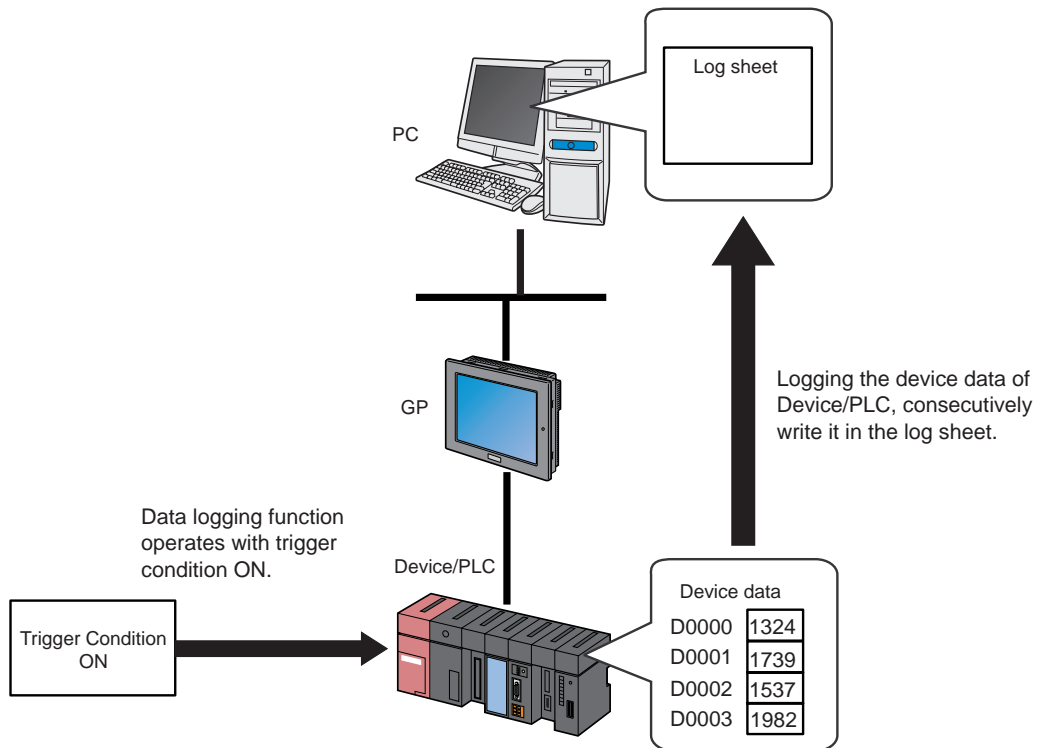 Log sheet
PC
GP
Logging the device data of
Device/PLC, consecutively
write it in the log sheet.
Data logging function
operates with trigger
condition ON.
Device/PLC
Trigger Condition
ON
Device data
D0000 1324
D0001 1739
D0002 1537
D0003 1982